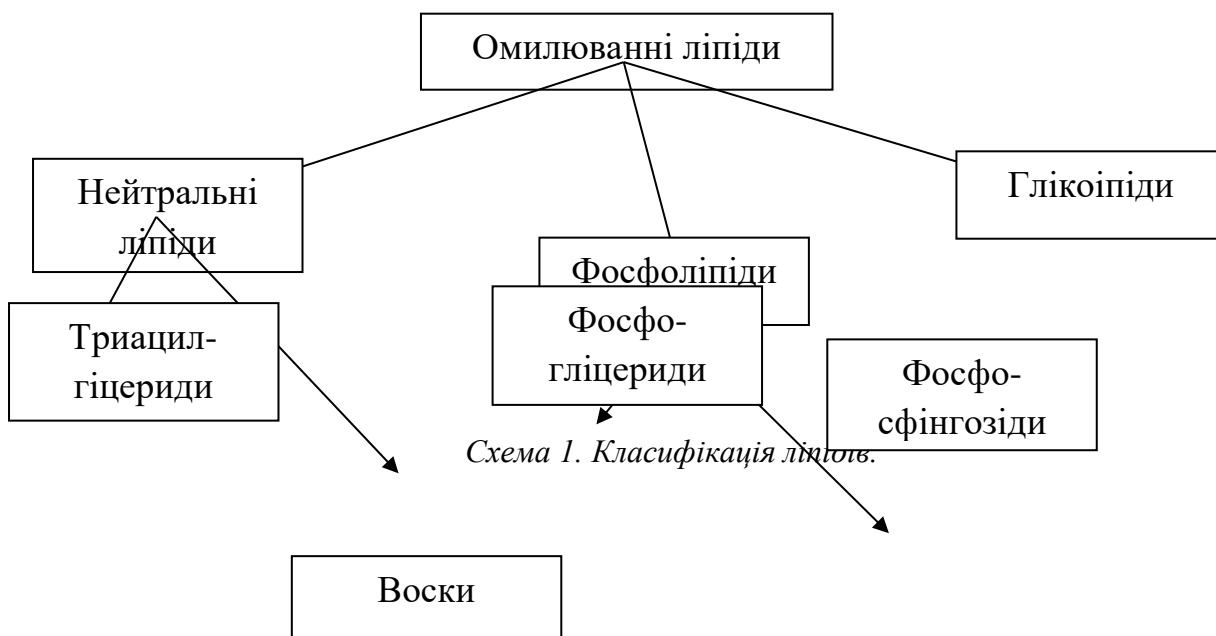 Омилюванні ліпіди
Нейтральні
ліпіди
Глікоіпіди
Фосфоліпіди
Триацил-
гіцериди
Фосфо-
гліцериди
Фосфо-
сфінгозіди
Схема 1. Класифікація ліпідів.
Воски